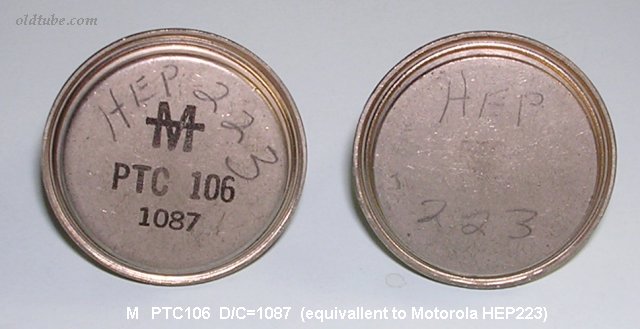 oldtube.com
HEP 223
M
PTC 106
1087
HEP
223
M PTC106 D/C=1087 (equivallent to Motorola HEP223)